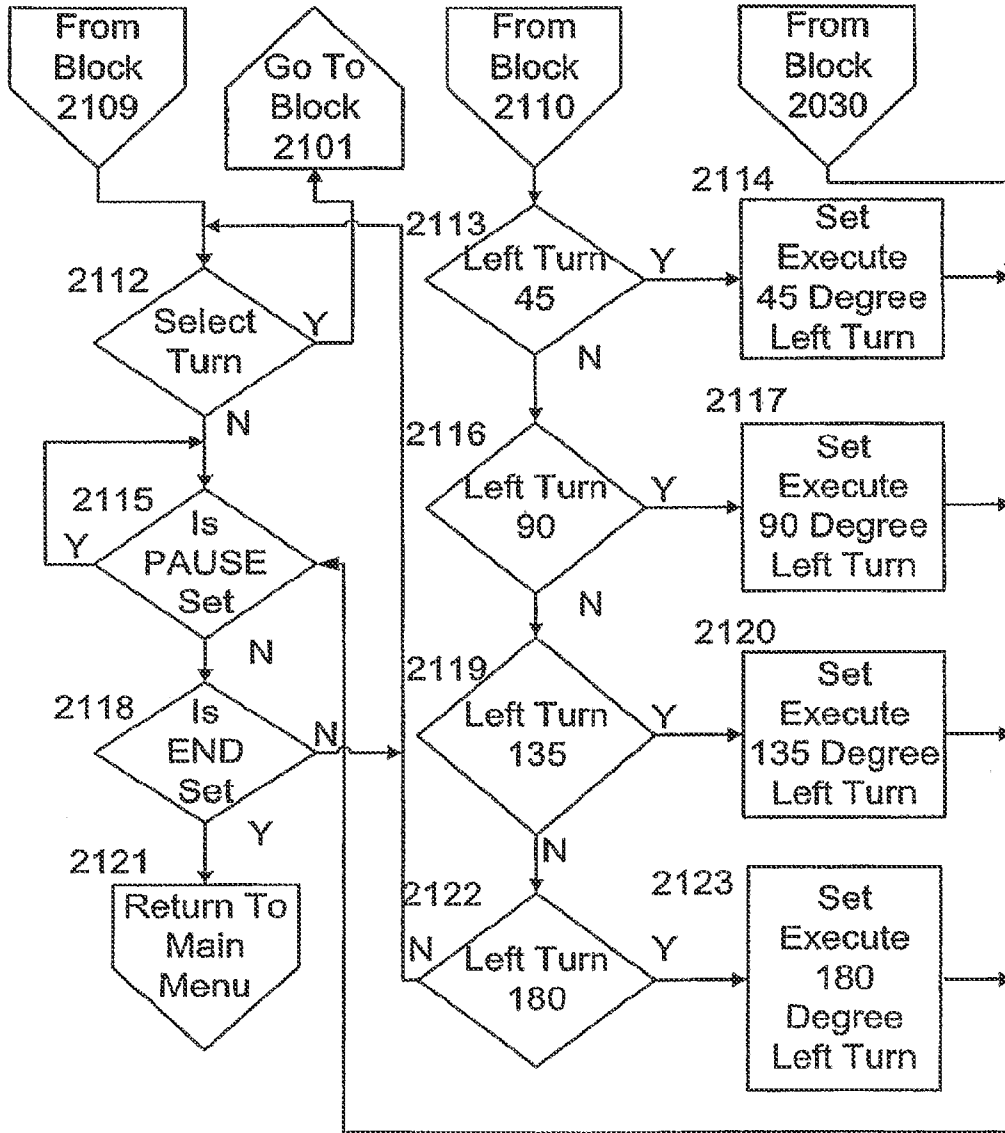 From
Block
2109
Go To
Block
2101
From
Block
2110
From
Block
2030
2112
Select
Turn
Y
N
2115
Is
PAUSE
Set
Y
N
2118
Is
END
Set
N
Y
2121
Return To
Main
Menu
2113
Left Turn
45
Y
N
2114
Set
Execute
45 Degree
Left Turn
2116
Left Turn
90
Y
N
2117
Set
Execute
90 Degree
Left Turn
2119
Left Turn
135
Y
N
2120
Set
Execute
135 Degree
Left Turn
2122
N
Left Turn
180
Y
2123
Set
Execute
180
Degree
Left Turn